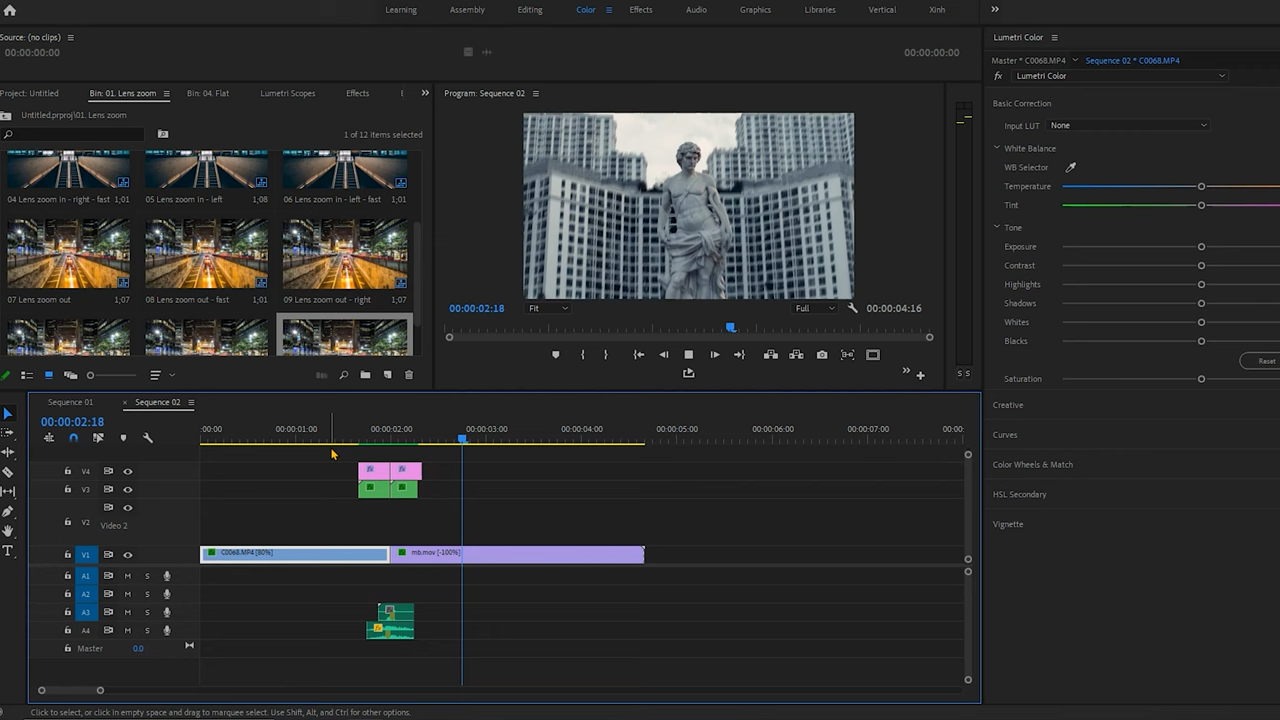 Learning Assembly Editing Color Effects Audio Graphics Libraries Vertical Xinh
Source: (no clips)
00:00:00:00
00:00:00:00
Project: Untitled Bin: 01. Lens zoom Bin: 04. Flat Lumetri Scopes Effects
Untitled.prproj\01. Lens zoom
1 of 12 items selected
04 Lens zoom in - right - fast 1;01
05 Lens zoom in - left 1;08
06 Lens zoom in - left - fast 1;01
07 Lens zoom out 1;07
08 Lens zoom out - fast 1;01
09 Lens zoom out - right 1;07
Program: Sequence 02
00:00:02:18
Fit
Full
00:00:04:16
Lumetri Color
Master * C0068.MP4 Sequence 02 * C0068.MP4
fx Lumetri Color
Basic Correction
Input LUT None
White Balance
WB Selector
Temperature
Tint
Tone
Exposure
Contrast
Highlights
Shadows
Whites
Blacks
Reset
Saturation
Creative
Curves
Color Wheels & Match
HSL Secondary
Vignette
Sequence 01 × Sequence 02
00:00:02:18
:00:00 00:00:01:00 00:00:02:00 00:00:03:00 00:00:04:00 00:00:05:00 00:00:06:00 00:00:07:00 00:00:
V4
V3
V2 Video 2
V1 C0068.MP4 [80%] mb.mov [-100%]
A1 M S
A2 M S
A3 M S
A4 M S
Master 0.0
S S
Click to select, or click in empty space and drag to marquee select. Use Shift, Alt, and Ctrl for other options.